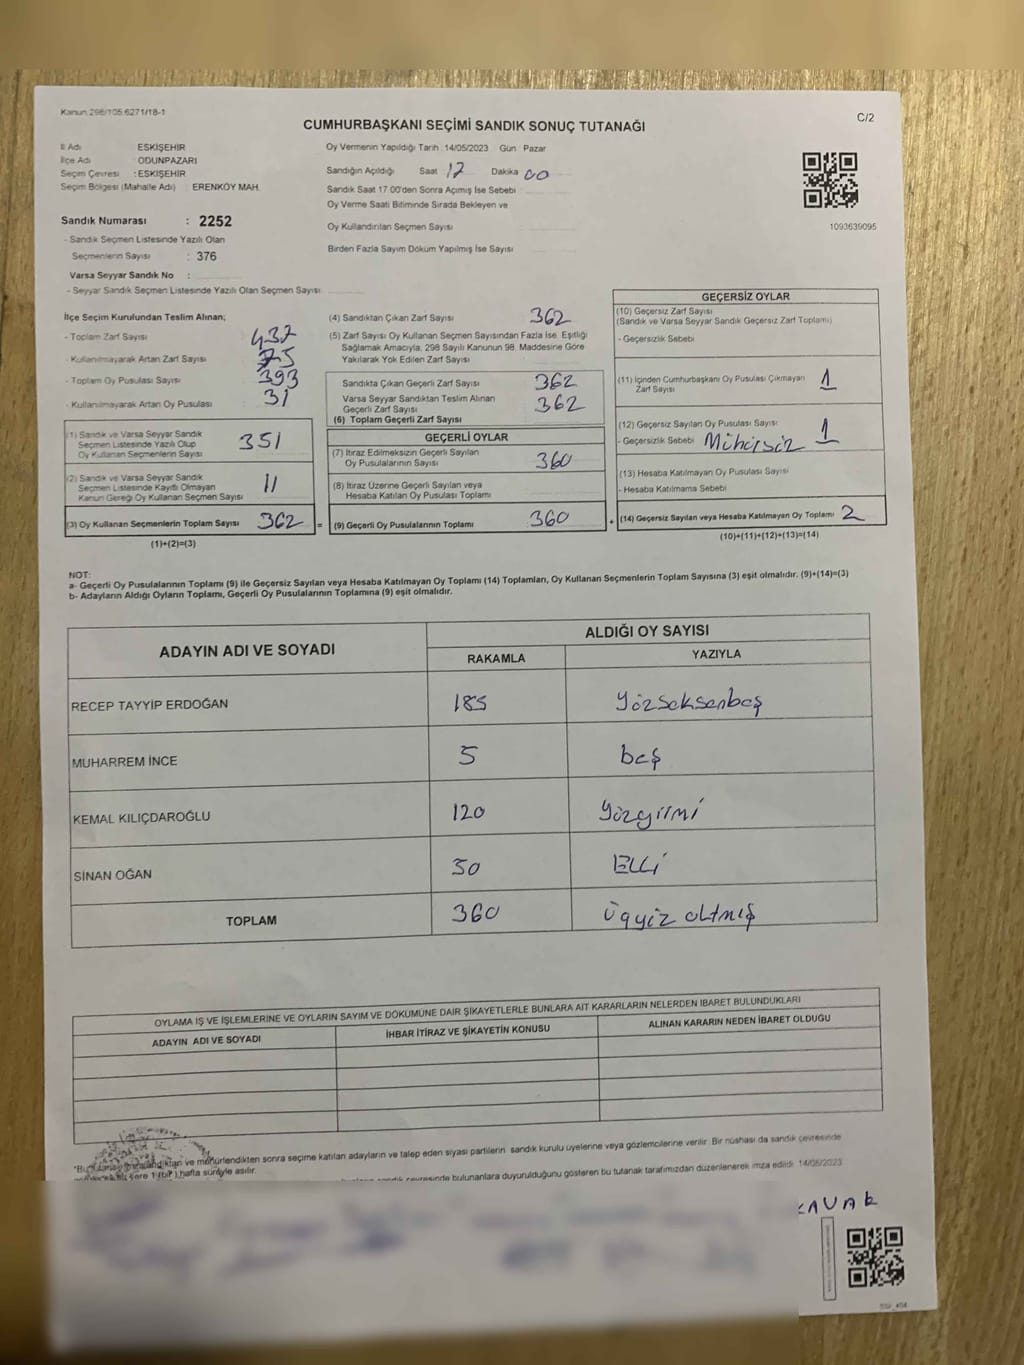 Kanun:298/105.6271/18-1
C/2
CUMHURBAŞKANI SEÇİMİ SANDIK SONUÇ TUTANAĞI
İl Adı ESKİŞEHİR
İlçe Adı : ODUNPAZARI
Seçim Çevresi : ESKİŞEHİR
Seçim Bölgesi (Mahalle Adı) : ERENKÖY MAH.
Sandık Numarası : 2252
- Sandık Seçmen Listesinde Yazılı Olan
Seçmenlerin Sayısı : 376
Varsa Seyyar Sandık No :
- Seyyar Sandık Seçmen Listesinde Yazılı Olan Seçmen Sayısı
Oy Vermenin Yapıldığı Tarih : 14/05/2023 Gün : Pazar
Sandığın Açıldığı Saat 17 Dakika 00
Sandık Saat 17:00'den Sonra Açılmış İse Sebebi
Oy Verme Saati Bitiminde Sırada Bekleyen ve
Oy Kullandırılan Seçmen Sayısı
Birden Fazla Sayım Döküm Yapılmış İse Sayısı
1093639095
İlçe Seçim Kurulundan Teslim Alınan;
- Toplam Zarf Sayısı 437
- Kullanılmayarak Artan Zarf Sayısı 75
- Toplam Oy Pusulası Sayısı 393
- Kullanılmayarak Artan Oy Pusulası 31
(1) Sandık ve Varsa Seyyar Sandık
Seçmen Listesinde Yazılı Olup
Oy Kullanan Seçmenlerin Sayısı 351
(2) Sandık ve Varsa Seyyar Sandık
Seçmen Listesinde Kayıtlı Olmayan
Kanun Gereği Oy Kullanan Seçmen Sayısı 11
(3) Oy Kullanan Seçmenlerin Toplam Sayısı 362 =
(1)+(2)=(3)
(4) Sandıktan Çıkan Zarf Sayısı 362
(5) Zarf Sayısı Oy Kullanan Seçmen Sayısından Fazla İse, Eşitliği
Sağlamak Amacıyla, 298 Sayılı Kanunun 98. Maddesine Göre
Yakılarak Yok Edilen Zarf Sayısı
Sandıkta Çıkan Geçerli Zarf Sayısı 362
Varsa Seyyar Sandıktan Teslim Alınan
Geçerli Zarf Sayısı 362
(6) Toplam Geçerli Zarf Sayısı
GEÇERLİ OYLAR
(7) İtiraz Edilmeksizin Geçerli Sayılan
Oy Pusulalarının Sayısı 360
(8) İtiraz Üzerine Geçerli Sayılan veya
Hesaba Katılan Oy Pusulası Toplamı
(9) Geçerli Oy Pusulalarının Toplamı 360 +
GEÇERSİZ OYLAR
(10) Geçersiz Zarf Sayısı
(Sandık ve Varsa Seyyar Sandık Geçersiz Zarf Toplamı)
- Geçersizlik Sebebi
(11) İçinden Cumhurbaşkanı Oy Pusulası Çıkmayan
Zarf Sayısı 1
(12) Geçersiz Sayılan Oy Pusulası Sayısı 1
- Geçersizlik Sebebi Mühürsüz
(13) Hesaba Katılmayan Oy Pusulası Sayısı
- Hesaba Katılmama Sebebi
(14) Geçersiz Sayılan veya Hesaba Katılmayan Oy Toplamı 2
(10)+(11)+(12)+(13)=(14)
NOT:
a- Geçerli Oy Pusulalarının Toplamı (9) ile Geçersiz Sayılan veya Hesaba Katılmayan Oy Toplamı (14) Toplamları, Oy Kullanan Seçmenlerin Toplam Sayısına (3) eşit olmalıdır. (9)+(14)=(3)
b- Adayların Aldığı Oyların Toplamı, Geçerli Oy Pusulalarının Toplamına (9) eşit olmalıdır.
ADAYIN ADI VE SOYADI
ALDIĞI OY SAYISI
RAKAMLA YAZIYLA
RECEP TAYYİP ERDOĞAN 185 Yüzseksenbeş
MUHARREM İNCE 5 beş
KEMAL KILIÇDAROĞLU 120 Yüzyirmi
SİNAN OĞAN 50 Elli
TOPLAM 360 Üçyüz altmış
OYLAMA İŞ VE İŞLEMLERİNE VE OYLARIN SAYIM VE DÖKÜMÜNE DAİR ŞİKAYETLERLE BUNLARA AİT KARARLARIN NELERDEN İBARET BULUNDUKLARI
ADAYIN ADI VE SOYADI İHBAR İTİRAZ VE ŞİKAYETİN KONUSU ALINAN KARARIN NEDEN İBARET OLDUĞU
ve mühürlendikten sonra seçime katılan adayların ve talep eden siyasi partilerin sandık kurulu üyelerine veya gözlemcilerine verilir. Bir nüshası da sandık çevresinde
yere 1 (bir) hafta süreyle asılır.
sandık çevresinde bulunanlara duyurulduğunu gösteren bu tutanak tarafımızdan düzenlenerek imza edildi. 14/05/2023